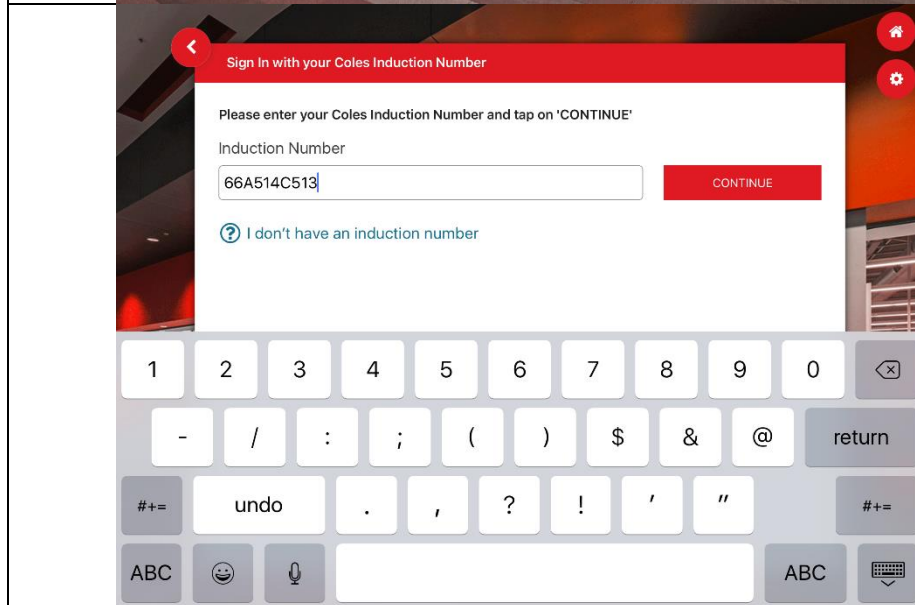 Sign In with your Coles Induction Number
Please enter your Coles Induction Number and tap on 'CONTINUE'
Induction Number
66A514C513
CONTINUE
? I don't have an induction number
1 2 3 4 5 6 7 8 9 0
- / : ; ( ) $ & @ return
#+= undo . , ? ! ' " #+=
ABC ABC